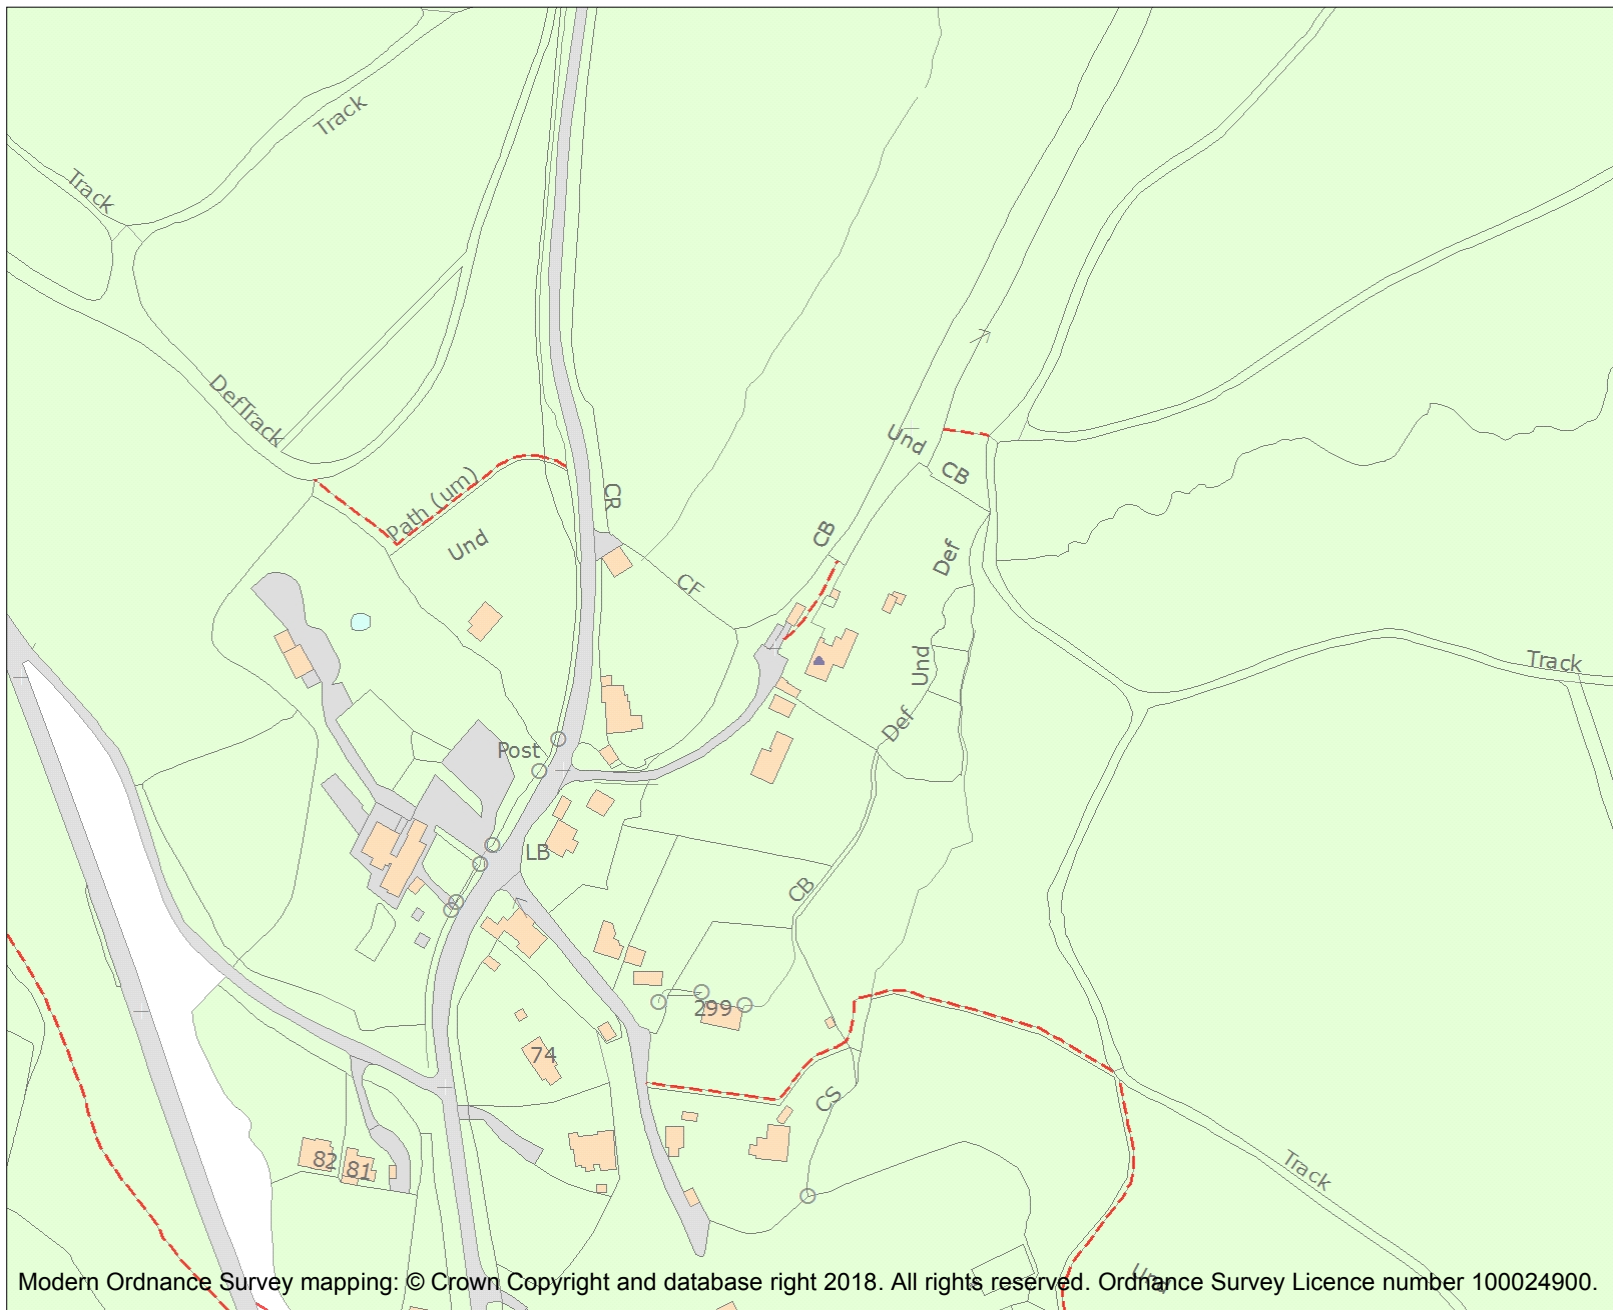 Track
Track
DefTrack
Path (um)
Und
CR
Und
CB
CB
Def
CF
Und
Track
Def
Post
LB
CB
299
74
CS
82
81
Track
Und
Modern Ordnance Survey mapping: © Crown Copyright and database right 2018. All rights reserved. Ordnance Survey Licence number 100024900.